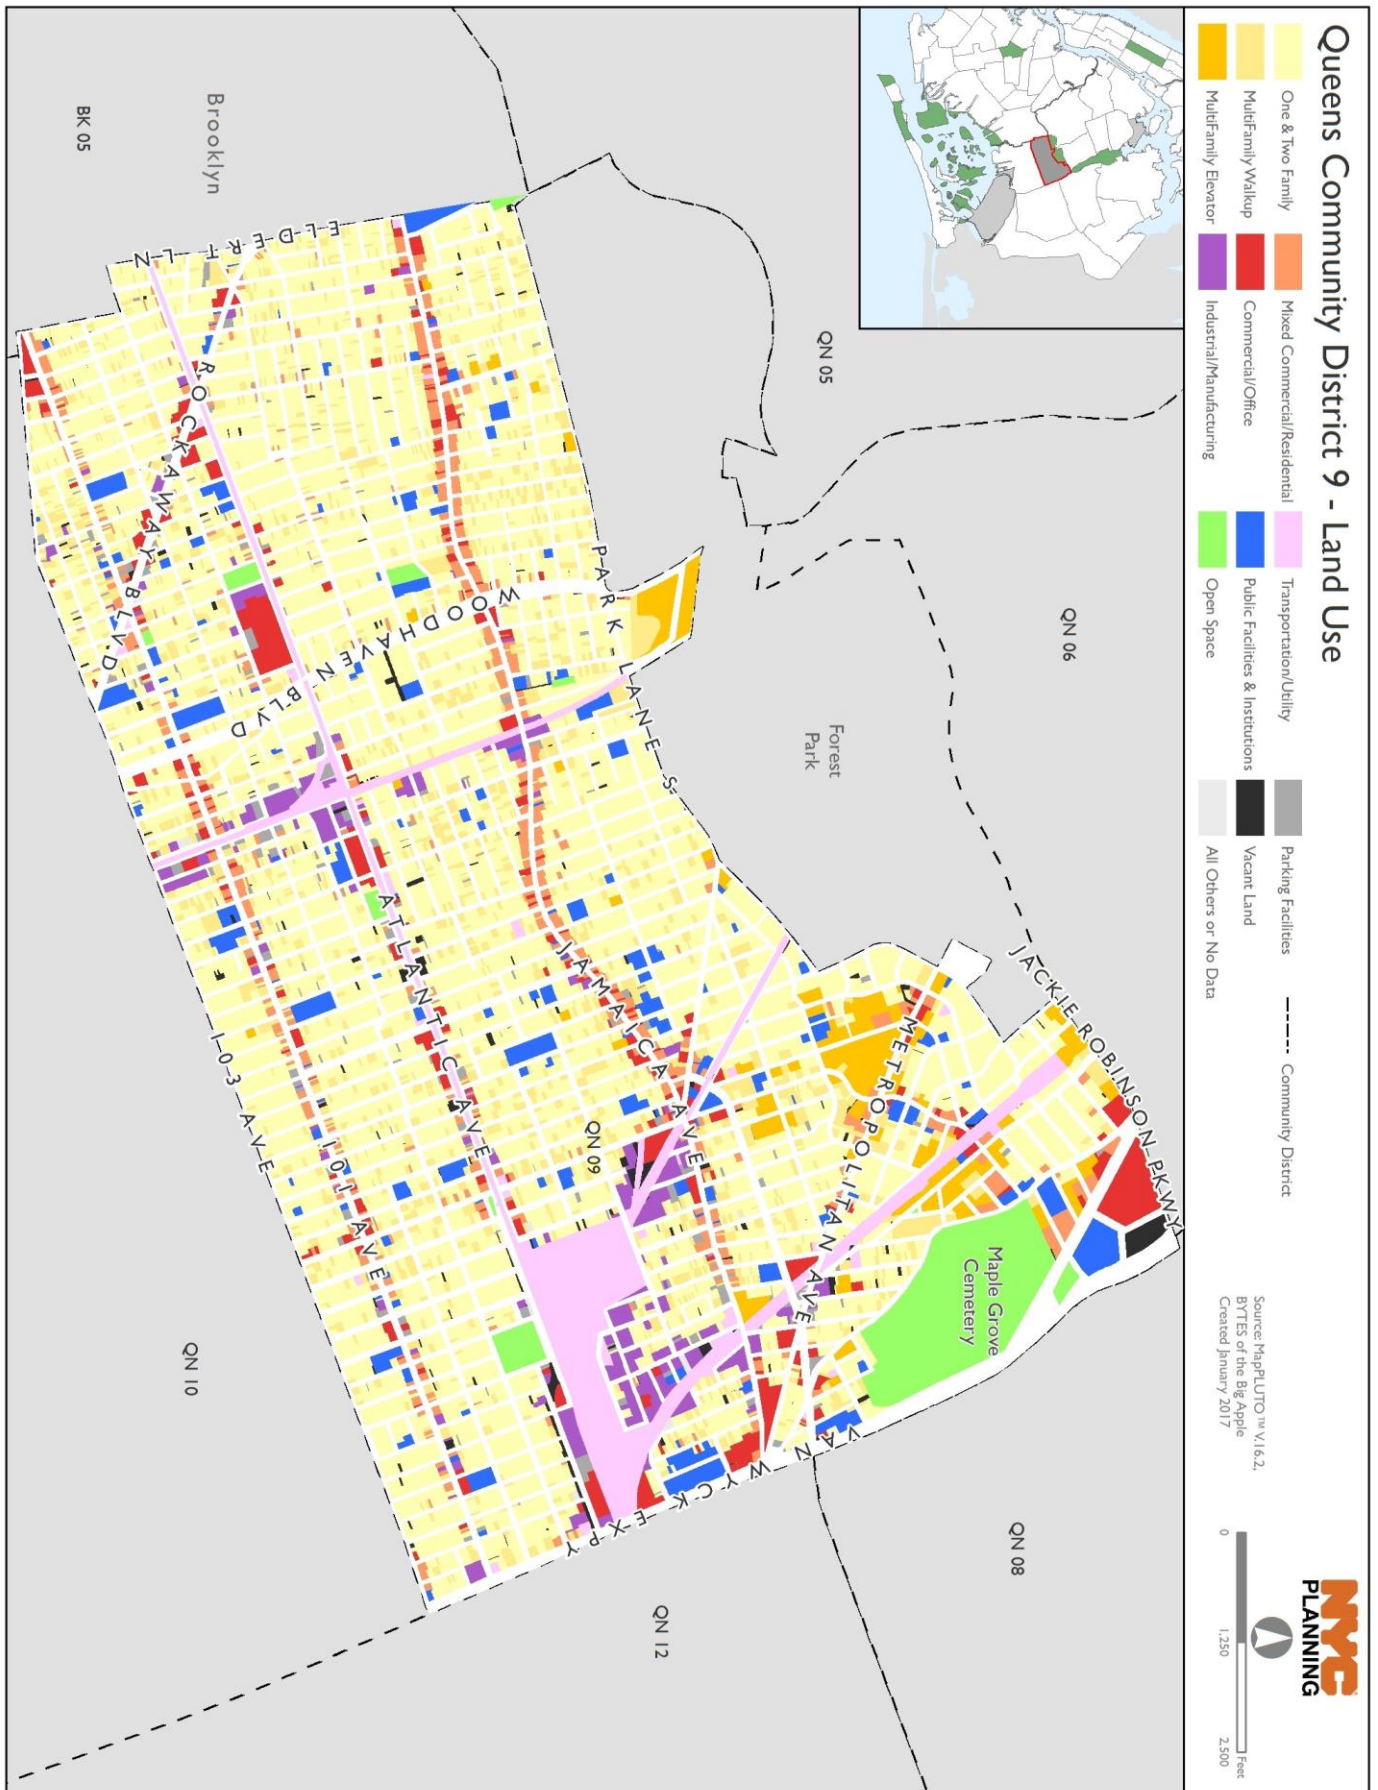 Queens Community District 9 - Land Use
One & Two Family
MultiFamily Walkup
MultiFamily Elevator
Mixed Commercial/Residential
Commercial/Office
Industrial/Manufacturing
Transportation/Utility
Public Facilities & Institutions
Open Space
Parking Facilities
Vacant Land
All Others or No Data
Community District
Source: MapPLUTO™ V.16.2,
BYTES of the Big Apple
Created January 2017
NYC
PLANNING
0 1,250 2,500
Feet
QN 05
QN 06
Forest
Park
JACKIE ROBINSON PKWY
METROPOLITAN AVE
Maple Grove
Cemetery
QN 08
PARK LANE S
WOODHAVEN BLVD
JAMAICA AVE
QN 09
VAN WYCK EXPY
QN 12
Brooklyn
BK 05
ELDERT LN
ROCKAWAY BLVD
ATLANTIC AVE
101 AVE
103 AVE
QN 10